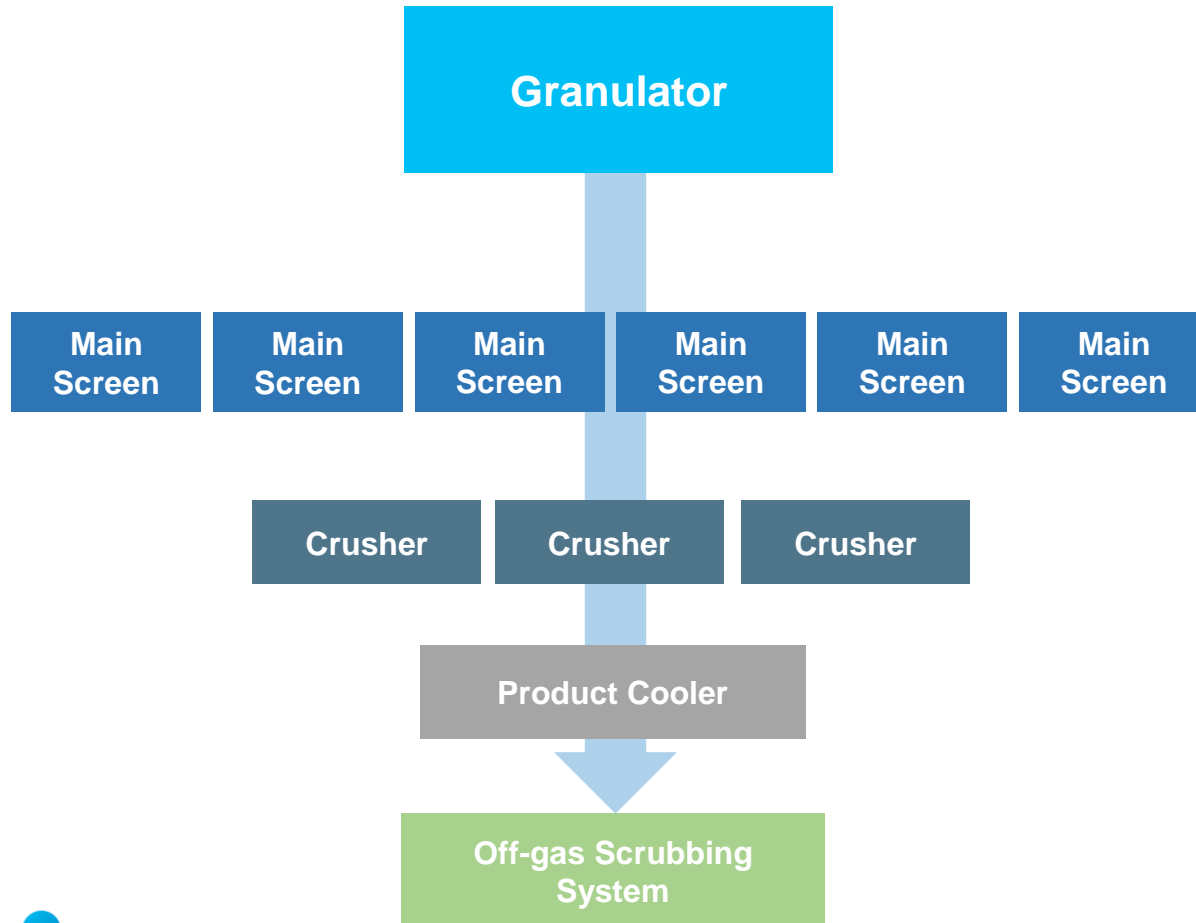 Granulator
Main
Screen
Main
Screen
Main
Screen
Main
Screen
Main
Screen
Main
Screen
Crusher
Crusher
Crusher
Product Cooler
Off-gas Scrubbing
System